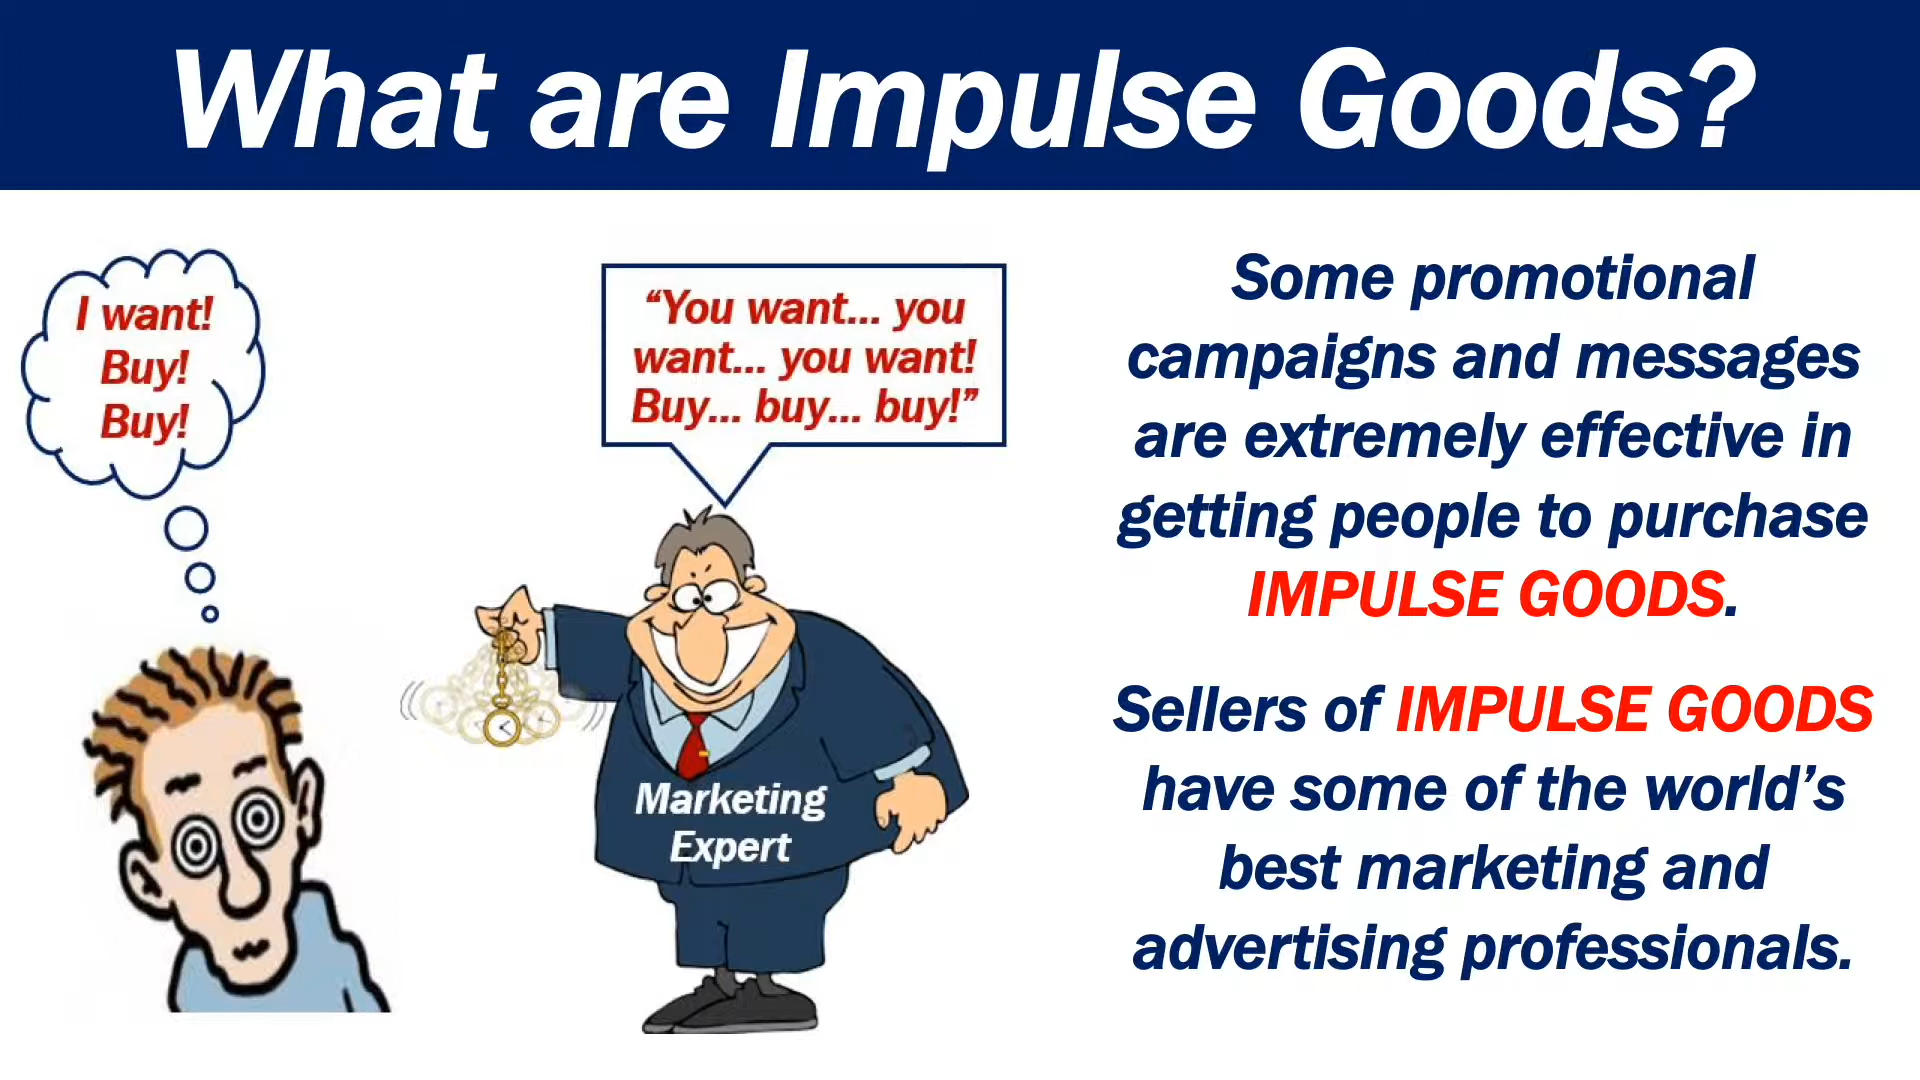 What are Impulse Goods?
I want!
Buy!
Buy!
“You want... you
want... you want!
Buy... buy... buy!”
Marketing
Expert
Some promotional
campaigns and messages
are extremely effective in
getting people to purchase
IMPULSE GOODS.
Sellers of IMPULSE GOODS
have some of the world’s
best marketing and
advertising professionals.